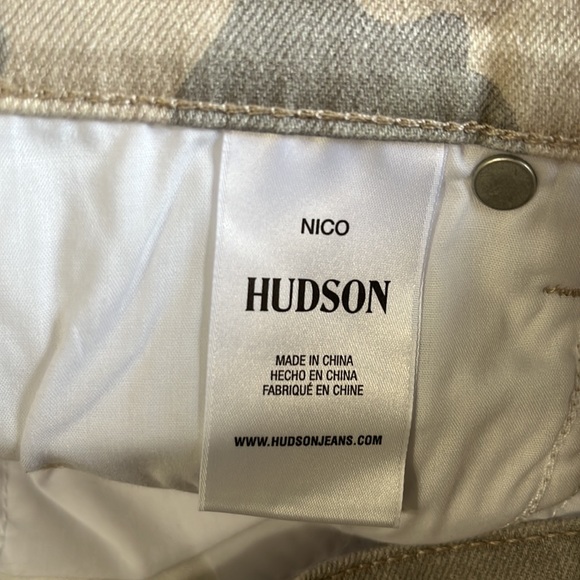 NICO
HUDSON
MADE IN CHINA
HECHO EN CHINA
FABRIQUÉ EN CHINE
WWW.HUDSONJEANS.COM